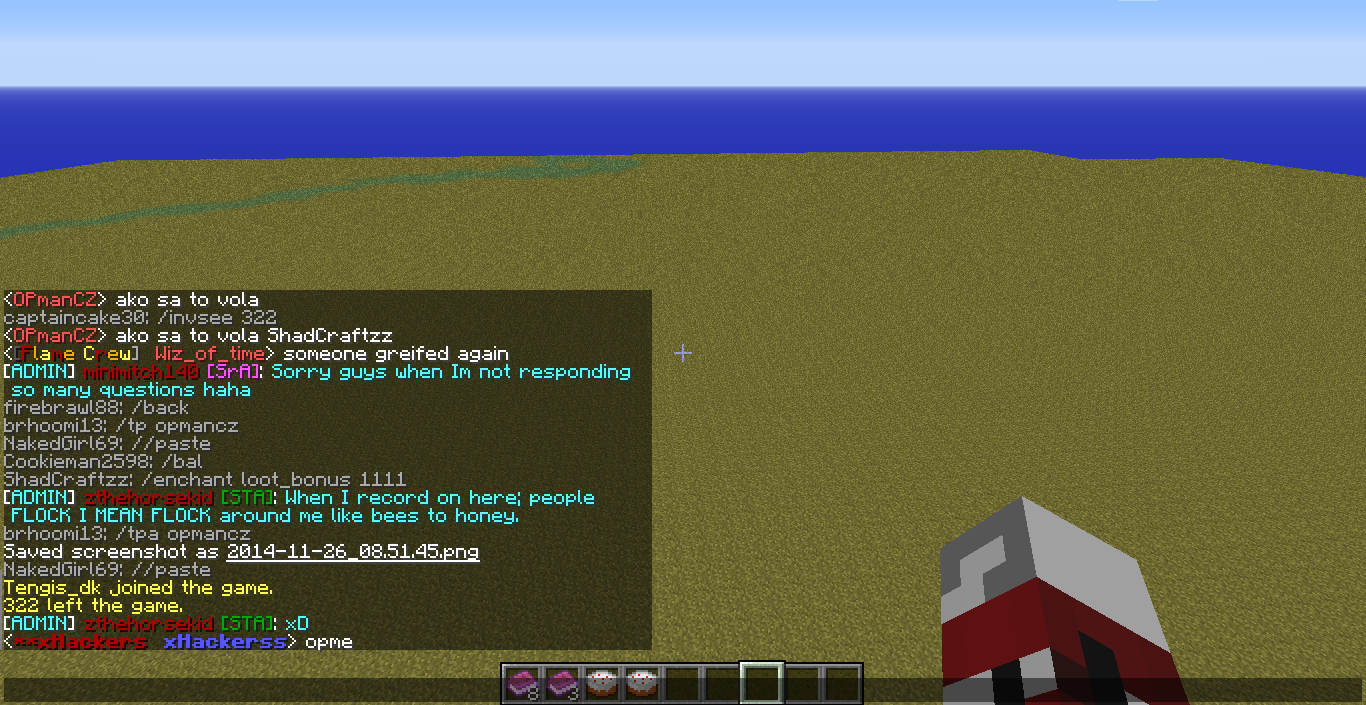 <OPmanCZ> ako sa to vola
captaincake30: /invsee 322
<OPmanCZ> ako sa to vola ShadCraftzz
<[Flame Crew] Wiz_of_time> someone greifed again
[ADMIN] minimitch140 [SrA]: Sorry guys when Im not responding
so many questions haha
firebrawl88: /back
brhoomi13: /tp opmancz
NakedGirl69: //paste
Cookieman2598: /bal
ShadCraftzz: /enchant loot_bonus 1111
[ADMIN] zthehorsekid [STA]: When I record on here; people
FLOCK I MEAN FLOCK around me like bees to honey.
brhoomi13: /tpa opmancz
Saved screenshot as 2014-11-26_08.51.45.png
NakedGirl69: //paste
Tengis_dk joined the game.
322 left the game.
[ADMIN] zthehorsekid [STA]: xD
<**xHackers xHackerss> opme
8 3